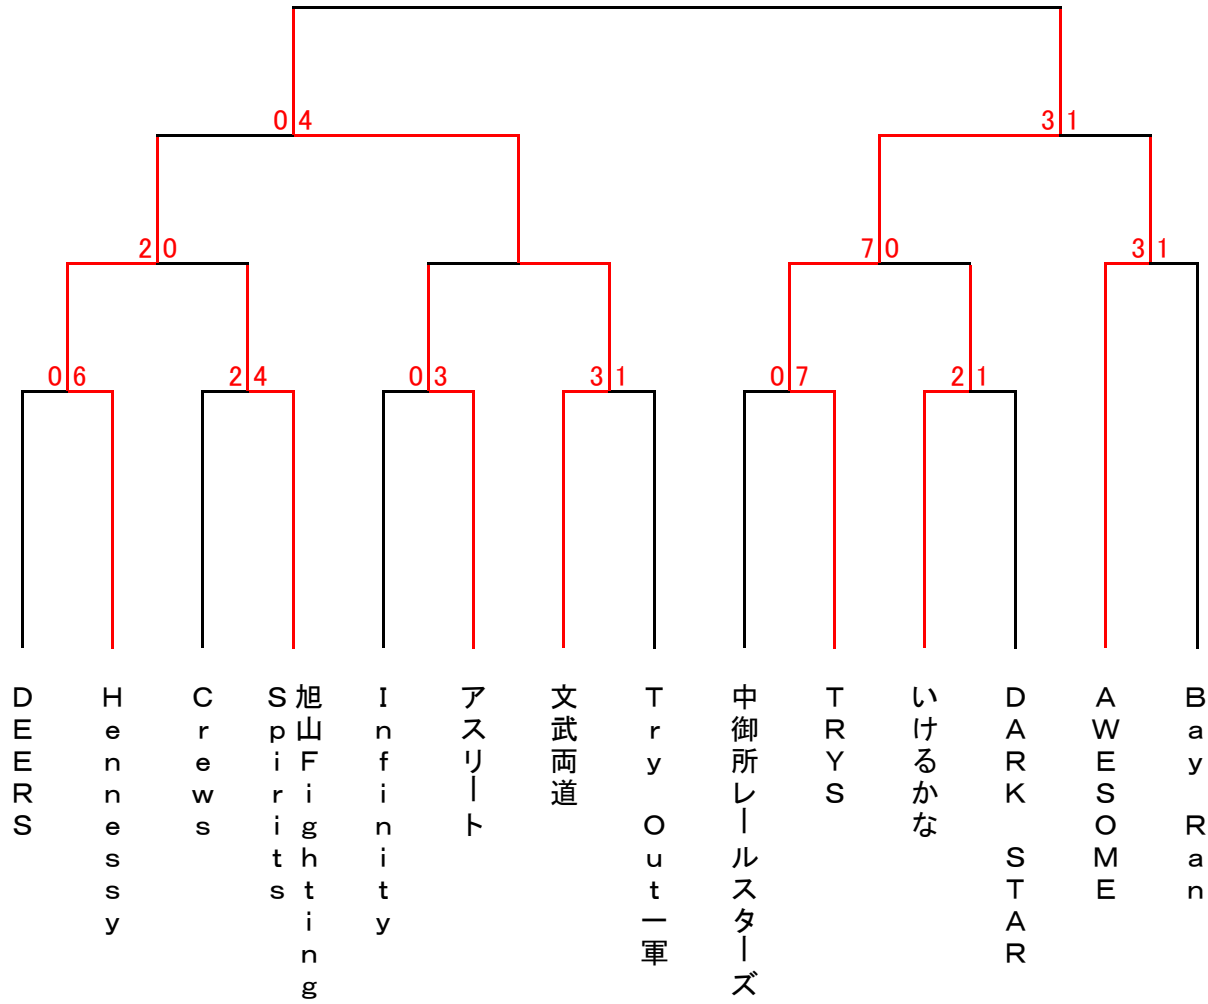 0 4
3 1
2 0
7 0
3 1
0 6
2 4
0 3
3 1
0 7
2 1
DEERS
Hennessy
Crews
旭山Fighting
Spirits
Infinity
アスリート
文武両道
Try Out一軍
中御所レールスターズ
TRYS
いけるかな
DARK STAR
AWESOME
Bay Ran